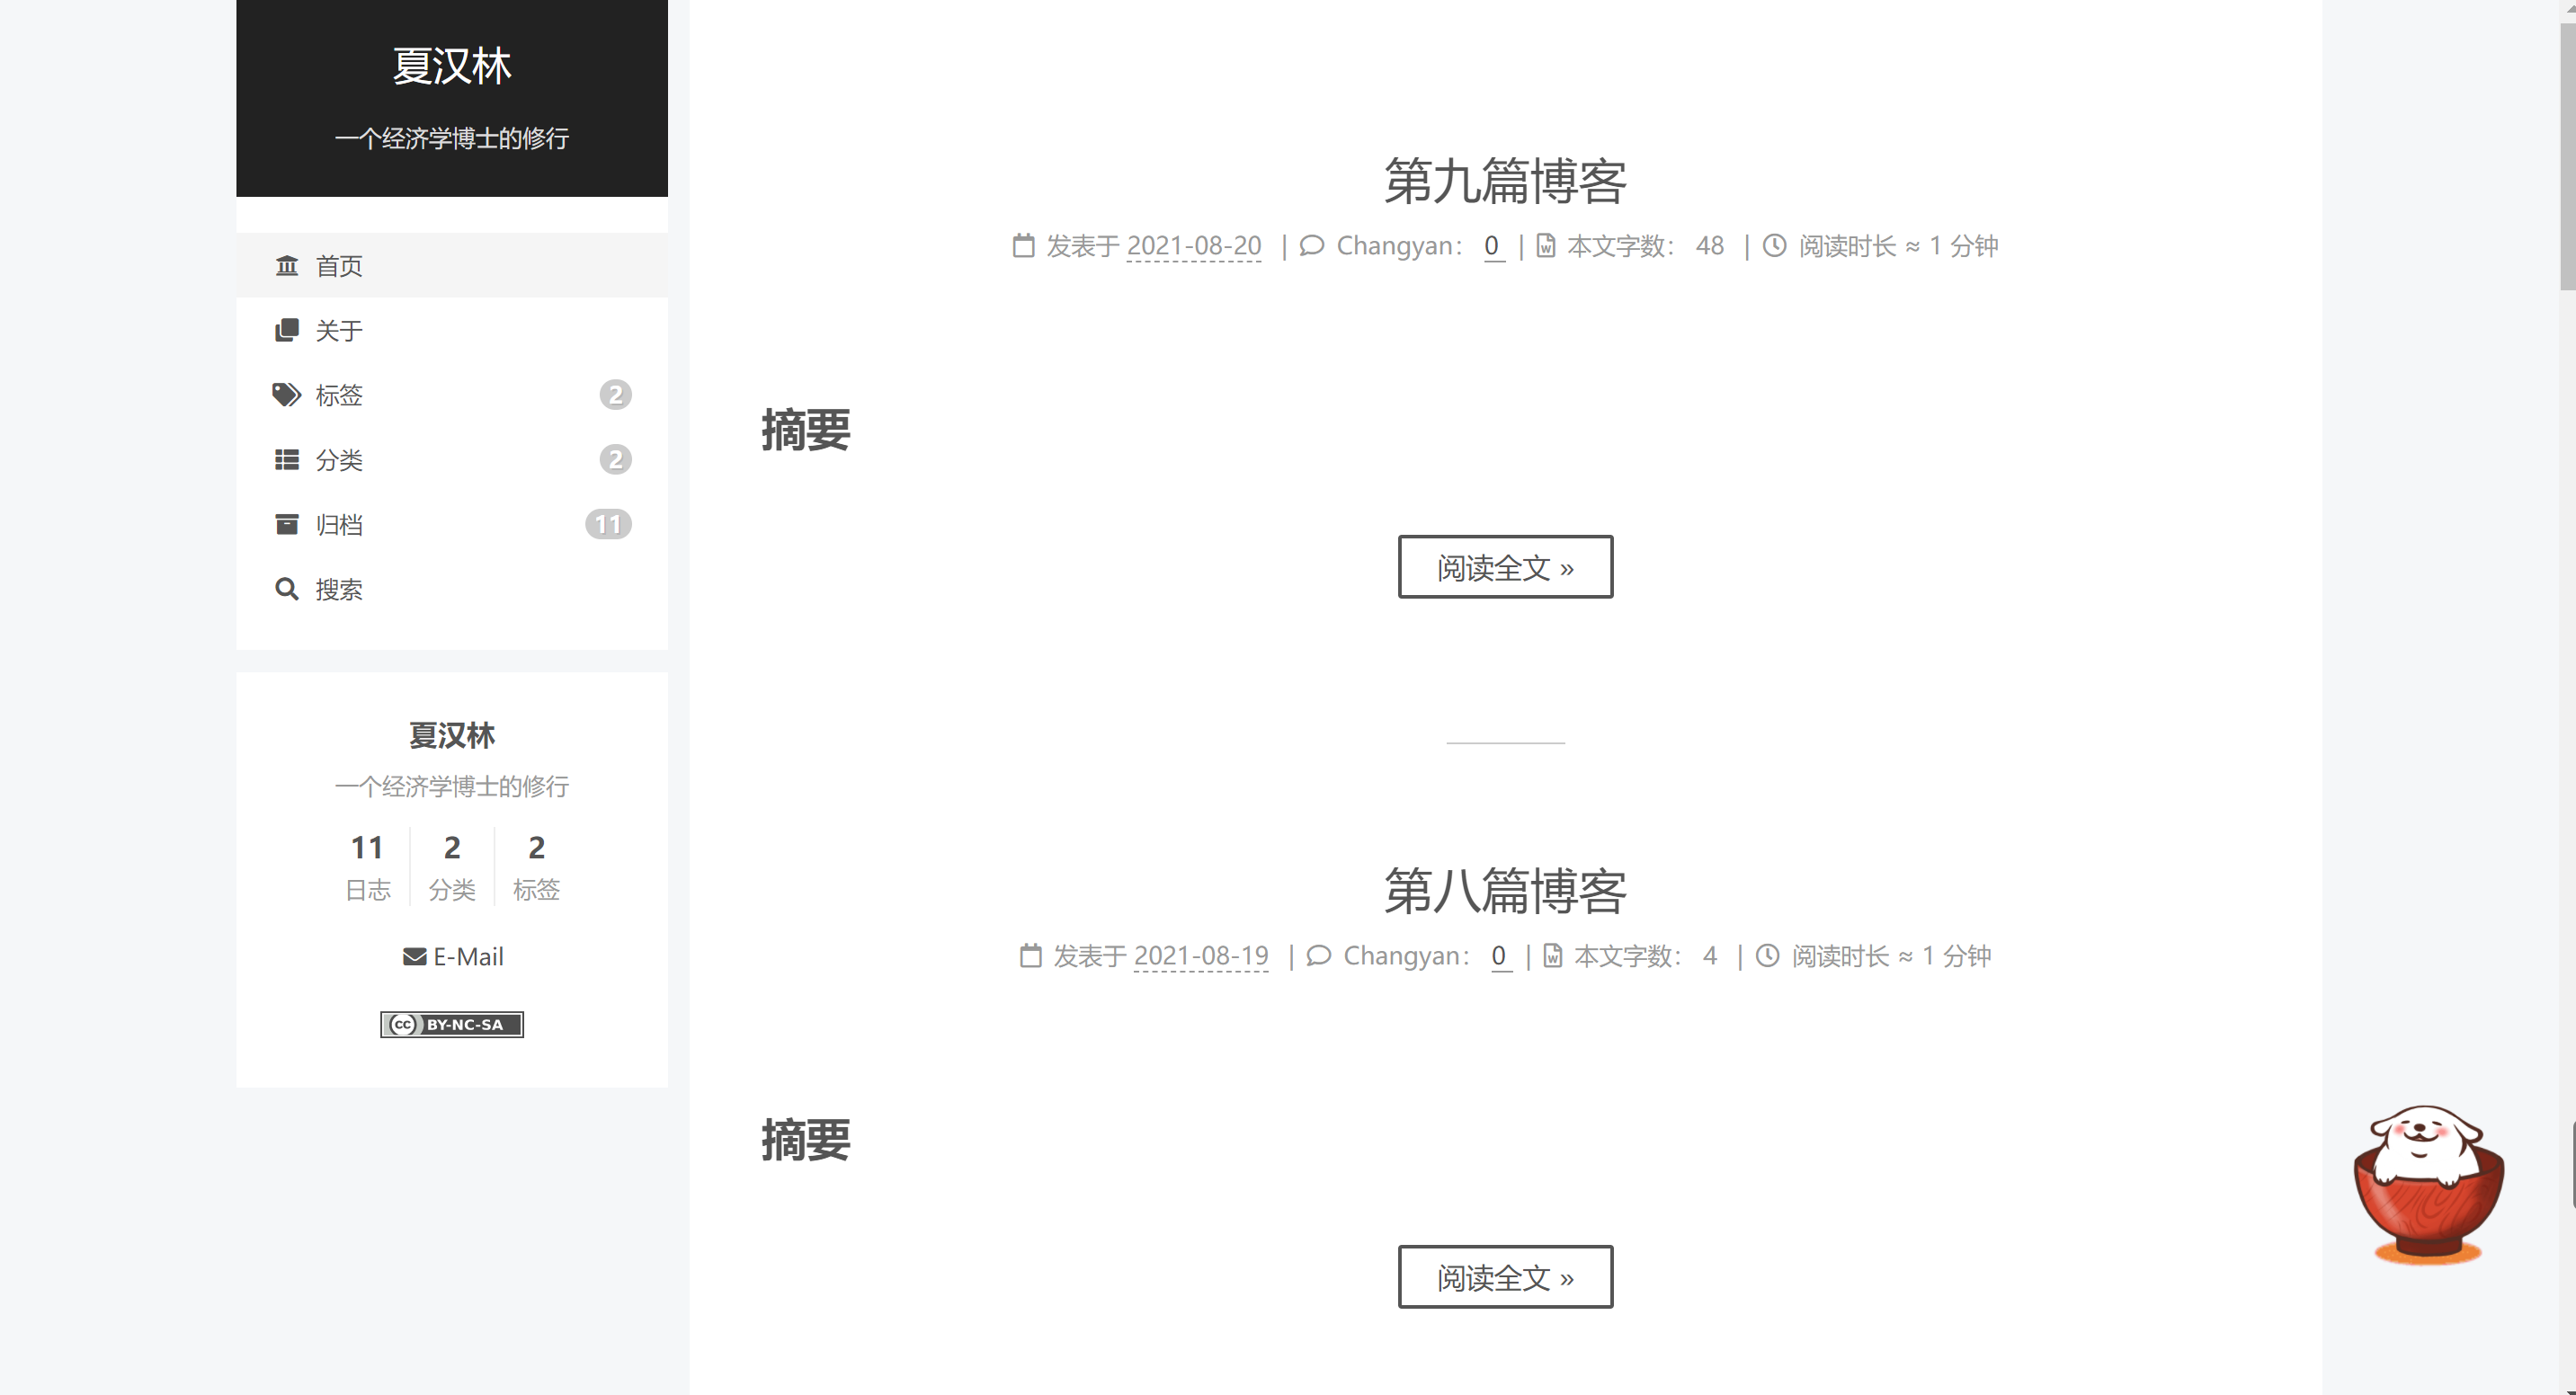 夏汉林
一个经济学博士的修行
首页
关于
标签 2
分类 2
归档 11
搜索
夏汉林
一个经济学博士的修行
11 2 2
日志 分类 标签
E-Mail
cc BY-NC-SA
第九篇博客
发表于 2021-08-20 | Changyan： 0 | 本文字数： 48 | 阅读时长 ≈ 1 分钟
摘要
阅读全文 »
第八篇博客
发表于 2021-08-19 | Changyan： 0 | 本文字数： 4 | 阅读时长 ≈ 1 分钟
摘要
阅读全文 »